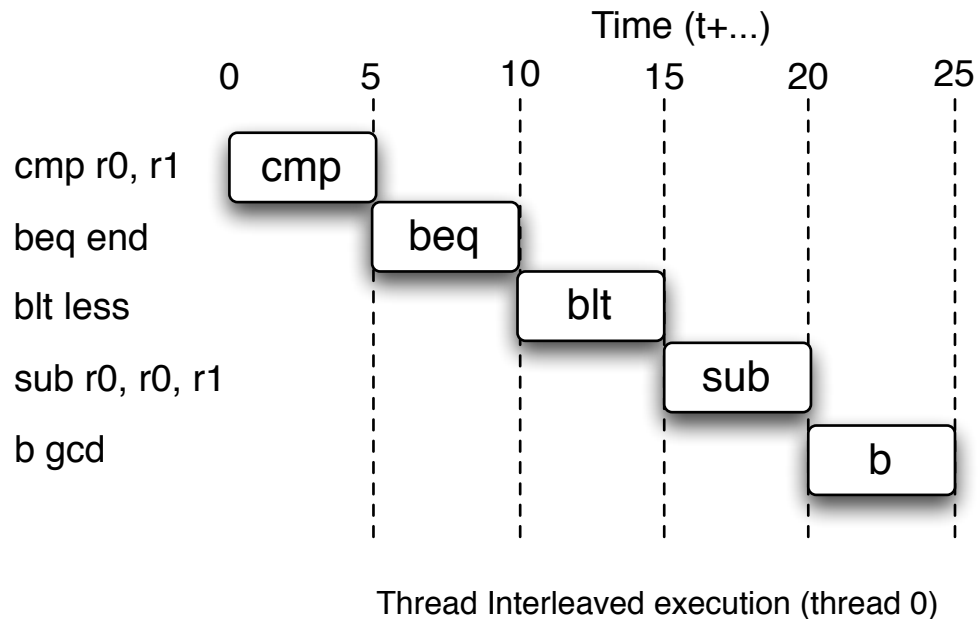 Time (t+...)
0 5 10 15 20 25
cmp r0, r1 cmp
beq end beq
blt less blt
sub r0, r0, r1 sub
b gcd b
Thread Interleaved execution (thread 0)